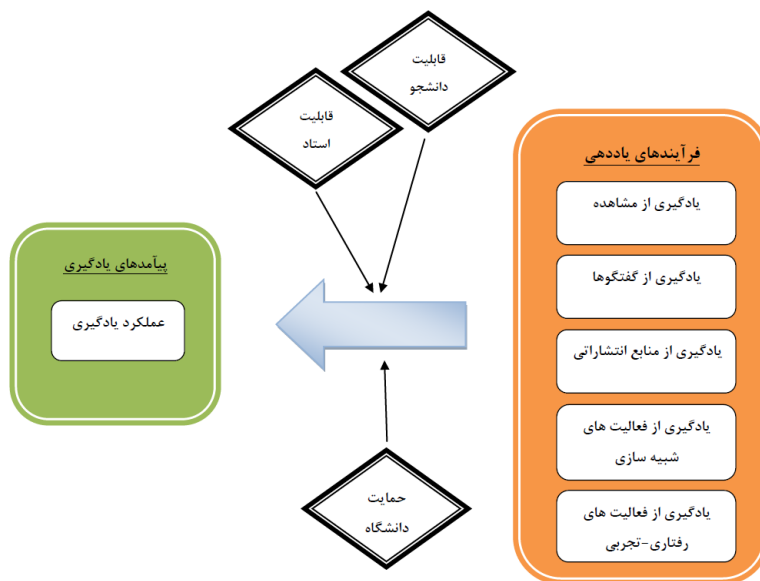 قابلیت
دانشجو
قابلیت
استاد
فرآیندهای یاددهی
یادگیری از مشاهده
یادگیری از گفتگوها
یادگیری از منابع انتشاراتی
یادگیری از فعالیت های
شبیه سازی
یادگیری از فعالیت های
رفتاری-تجربی
پیآمدهای یادگیری
عملکرد یادگیری
حمایت
دانشگاه